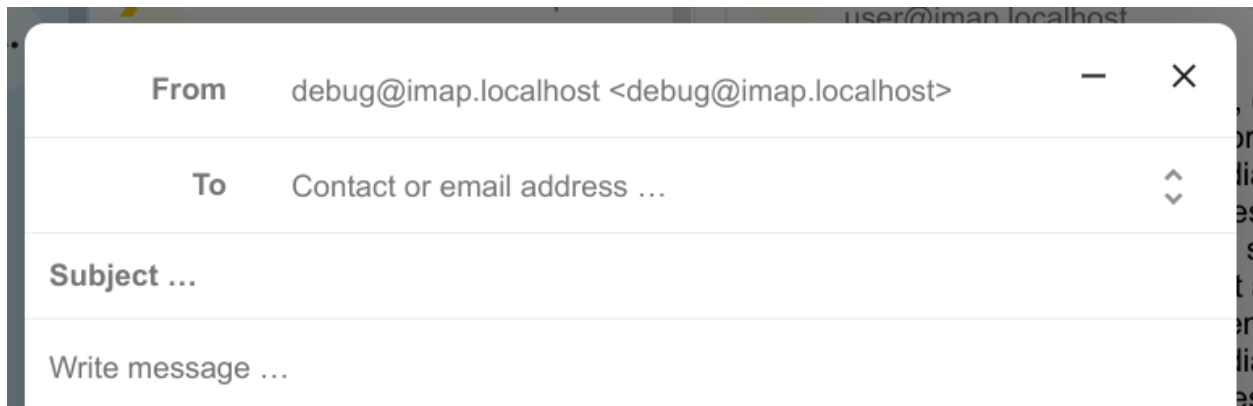 user@imap.localhost
From debug@imap.localhost <debug@imap.localhost>
To Contact or email address …
Subject …
Write message …